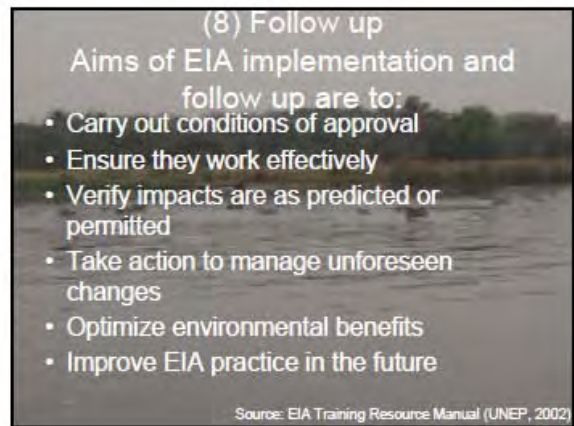 (8) Follow up
Aims of EIA implementation and
follow up are to:
• Carry out conditions of approval
• Ensure they work effectively
• Verify impacts are as predicted or
permitted
• Take action to manage unforeseen
changes
• Optimize environmental benefits
• Improve EIA practice in the future
Source: EIA Training Resource Manual (UNEP, 2002)